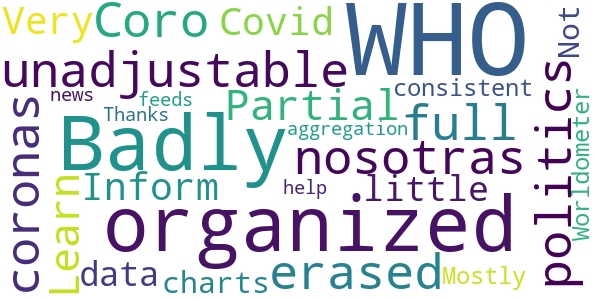 Very
Coro
Covid
WHO
Not
unadjustable
politics
news
feeds
consistent
Thanks
Partial
coronas
Badly
aggregation
full
Worldometer
nosotras
Learn
Inform
help
little
organized
data
charts
erased
Mostly